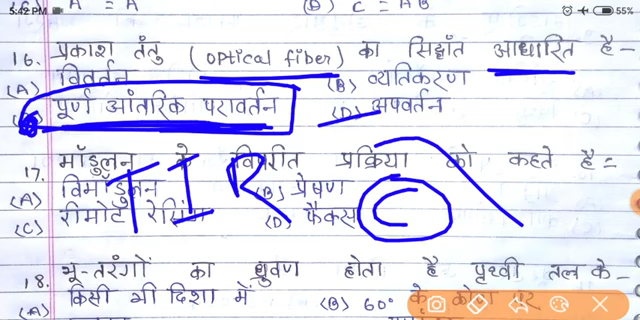 5:42 PM 55%
A = A (D) C = AB
16. प्रकाश तंतु (optical fiber) का सिद्धांत आधारित है-
(A) विवर्तन (B) व्यतिकरण
पूर्ण आंतरिक परावर्तन (D) अपवर्तन
17. मॉडुलन के विपरीत प्रक्रिया को कहते है:-
(A) विमॉडुलन (B) प्रेषण
(C) रीमोट (D) फैक्स
TIR C
18. भू-तरंगों का ध्रुवण होता है पृथ्वी तल के-
(A) किसी भी दिशा में (B) 60° के